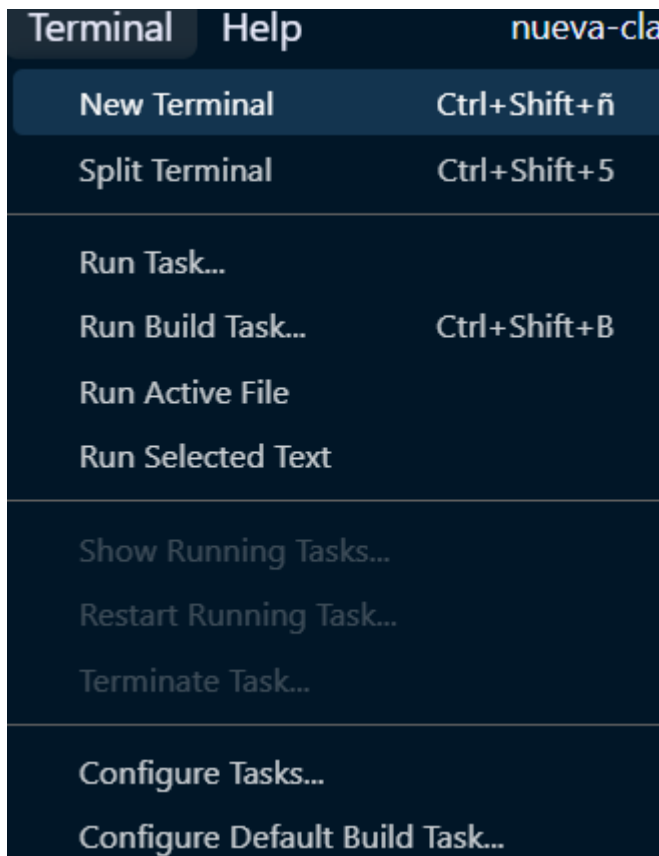 Terminal Help nueva-cla
New Terminal Ctrl+Shift+ñ
Split Terminal Ctrl+Shift+5
Run Task...
Run Build Task... Ctrl+Shift+B
Run Active File
Run Selected Text
Show Running Tasks...
Restart Running Task...
Terminate Task...
Configure Tasks...
Configure Default Build Task...